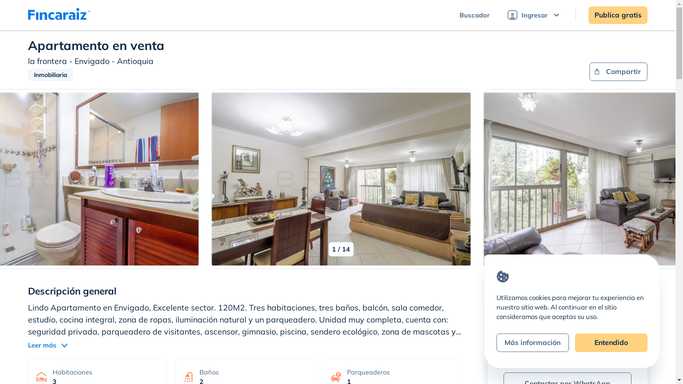 Fincaraiz
Buscador
Ingresar
Publica gratis
Apartamento en venta
la frontera - Envigado - Antioquia
Inmobiliaria
Compartir
1 / 14
Descripción general
Lindo Apartamento en Envigado, Excelente sector. 120M2. Tres habitaciones, tres baños, balcón, sala comedor,
estudio, cocina integral, zona de ropas, iluminación natural y un parqueadero. Unidad muy completa, cuenta con:
seguridad privada, parqueadero de visitantes, ascensor, gimnasio, piscina, sendero ecológico, zona de mascotas y...
Leer más
Habitaciones
3
Baños
2
Parqueaderos
1
Utilizamos cookies para mejorar tu experiencia en
nuestro sitio web. Al continuar en el sitio
consideramos que aceptas su uso.
Más información
Entendido
Contactar por WhatsApp